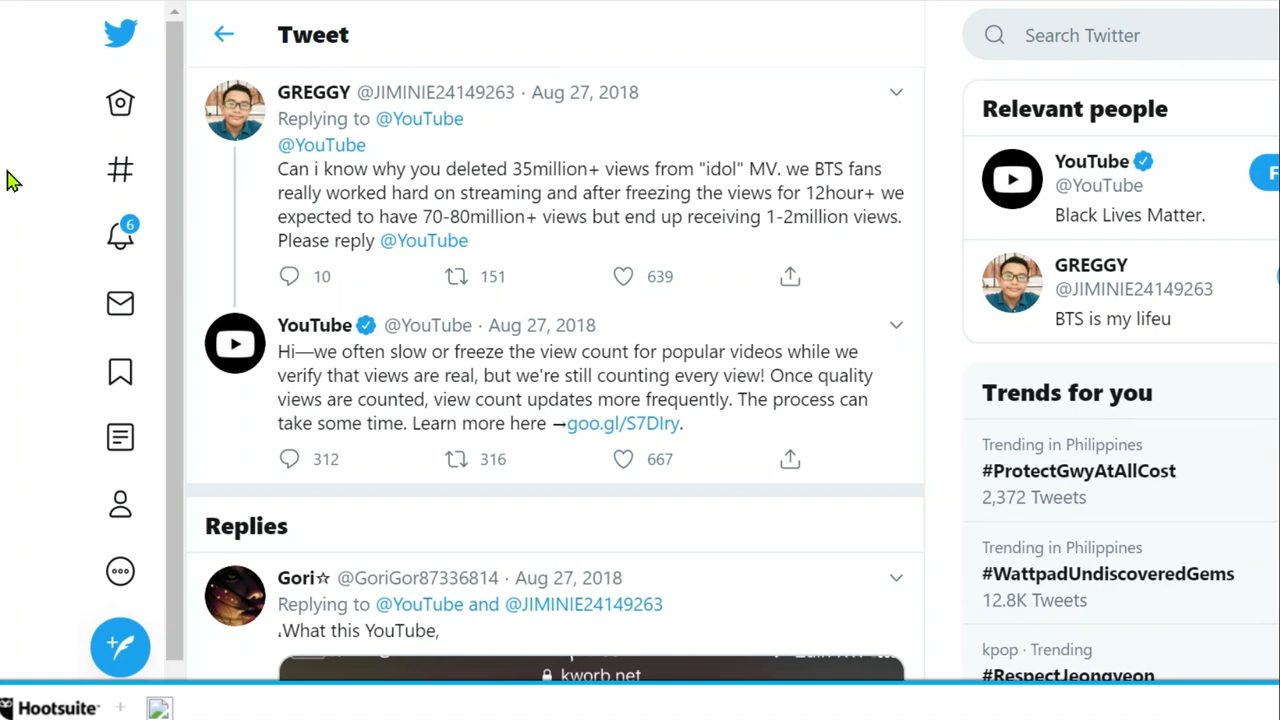 Tweet
GREGGY @JIMINIE24149263 · Aug 27, 2018
Replying to @YouTube
@YouTube
Can i know why you deleted 35million+ views from "idol" MV. we BTS fans
really worked hard on streaming and after freezing the views for 12hour+ we
expected to have 70-80million+ views but end up receiving 1-2million views.
Please reply @YouTube
10 151 639
YouTube @YouTube · Aug 27, 2018
Hi—we often slow or freeze the view count for popular videos while we
verify that views are real, but we're still counting every view! Once quality
views are counted, view count updates more frequently. The process can
take some time. Learn more here →goo.gl/S7DIry.
312 316 667
Replies
Gori☆ @GoriGor87336814 · Aug 27, 2018
Replying to @YouTube and @JIMINIE24149263
،What this YouTube,
kworb.net
6
Search Twitter
Relevant people
YouTube
@YouTube
F
Black Lives Matter.
GREGGY
@JIMINIE24149263
BTS is my lifeu
Trends for you
Trending in Philippines
#ProtectGwyAtAllCost
2,372 Tweets
Trending in Philippines
#WattpadUndiscoveredGems
12.8K Tweets
kpop · Trending
#RespectJeongyeon
Hootsuite